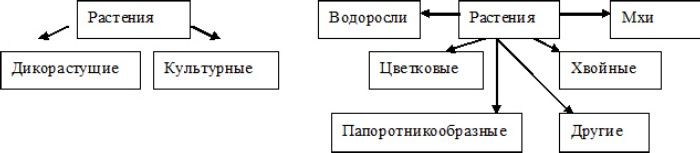 Растения
Дикорастущие
Культурные
Водоросли
Растения
Мхи
Цветковые
Хвойные
Папоротникообразные
Другие